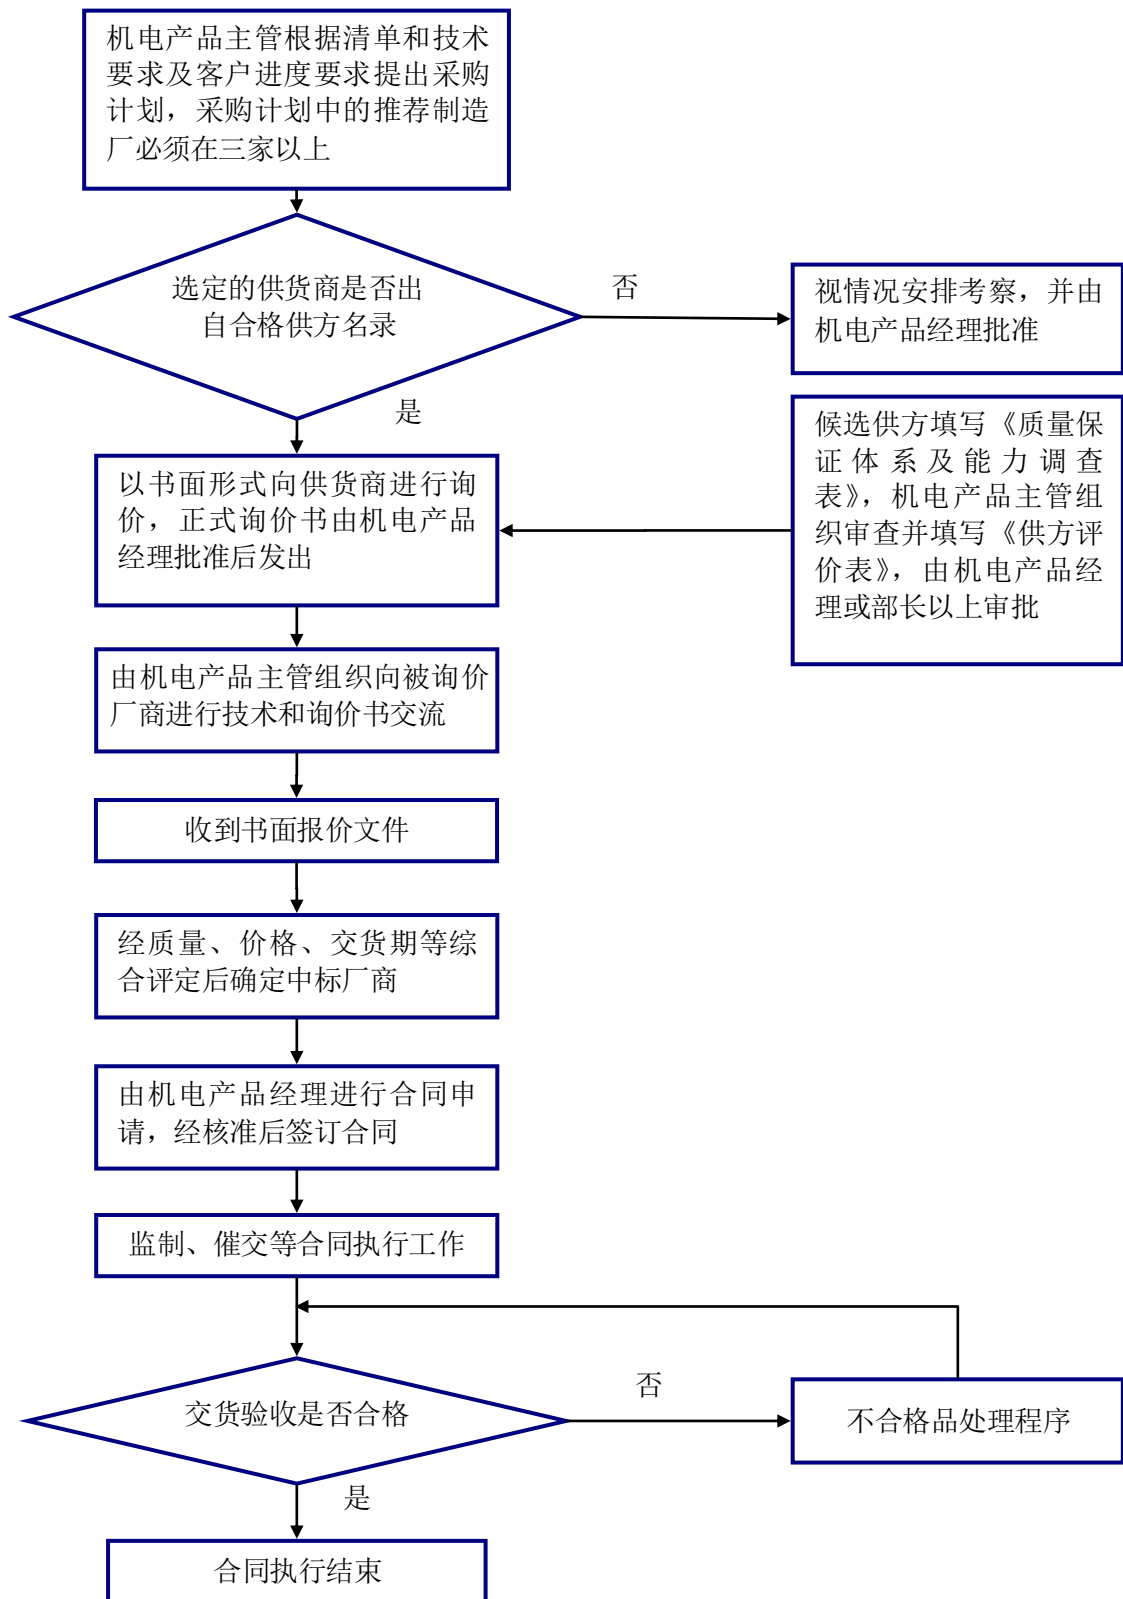 机电产品主管根据清单和技术
要求及客户进度要求提出采购
计划，采购计划中的推荐制造
厂必须在三家以上
选定的供货商是否出
自合格供方名录
否
视情况安排考察，并由
机电产品经理批准
是
候选供方填写《质量保
证体系及能力调查
表》，机电产品主管组
织审查并填写《供方评
价表》，由机电产品经
理或部长以上审批
以书面形式向供货商进行询
价，正式询价书由机电产品
经理批准后发出
由机电产品主管组织向被询价
厂商进行技术和询价书交流
收到书面报价文件
经质量、价格、交货期等综
合评定后确定中标厂商
由机电产品经理进行合同申
请，经核准后签订合同
监制、催交等合同执行工作
交货验收是否合格
否
不合格品处理程序
是
合同执行结束